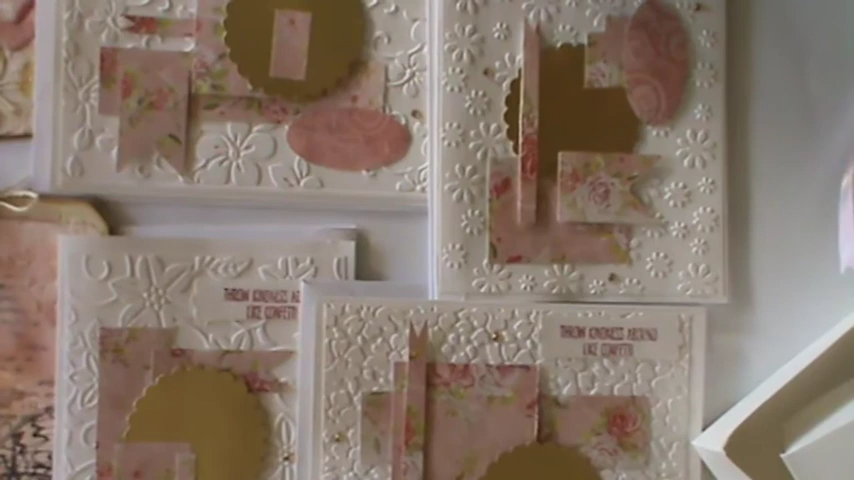 THROW KINDNESS
LIKE CONFETTI
THROW KINDNESS AROUND
LIKE CONFETTI